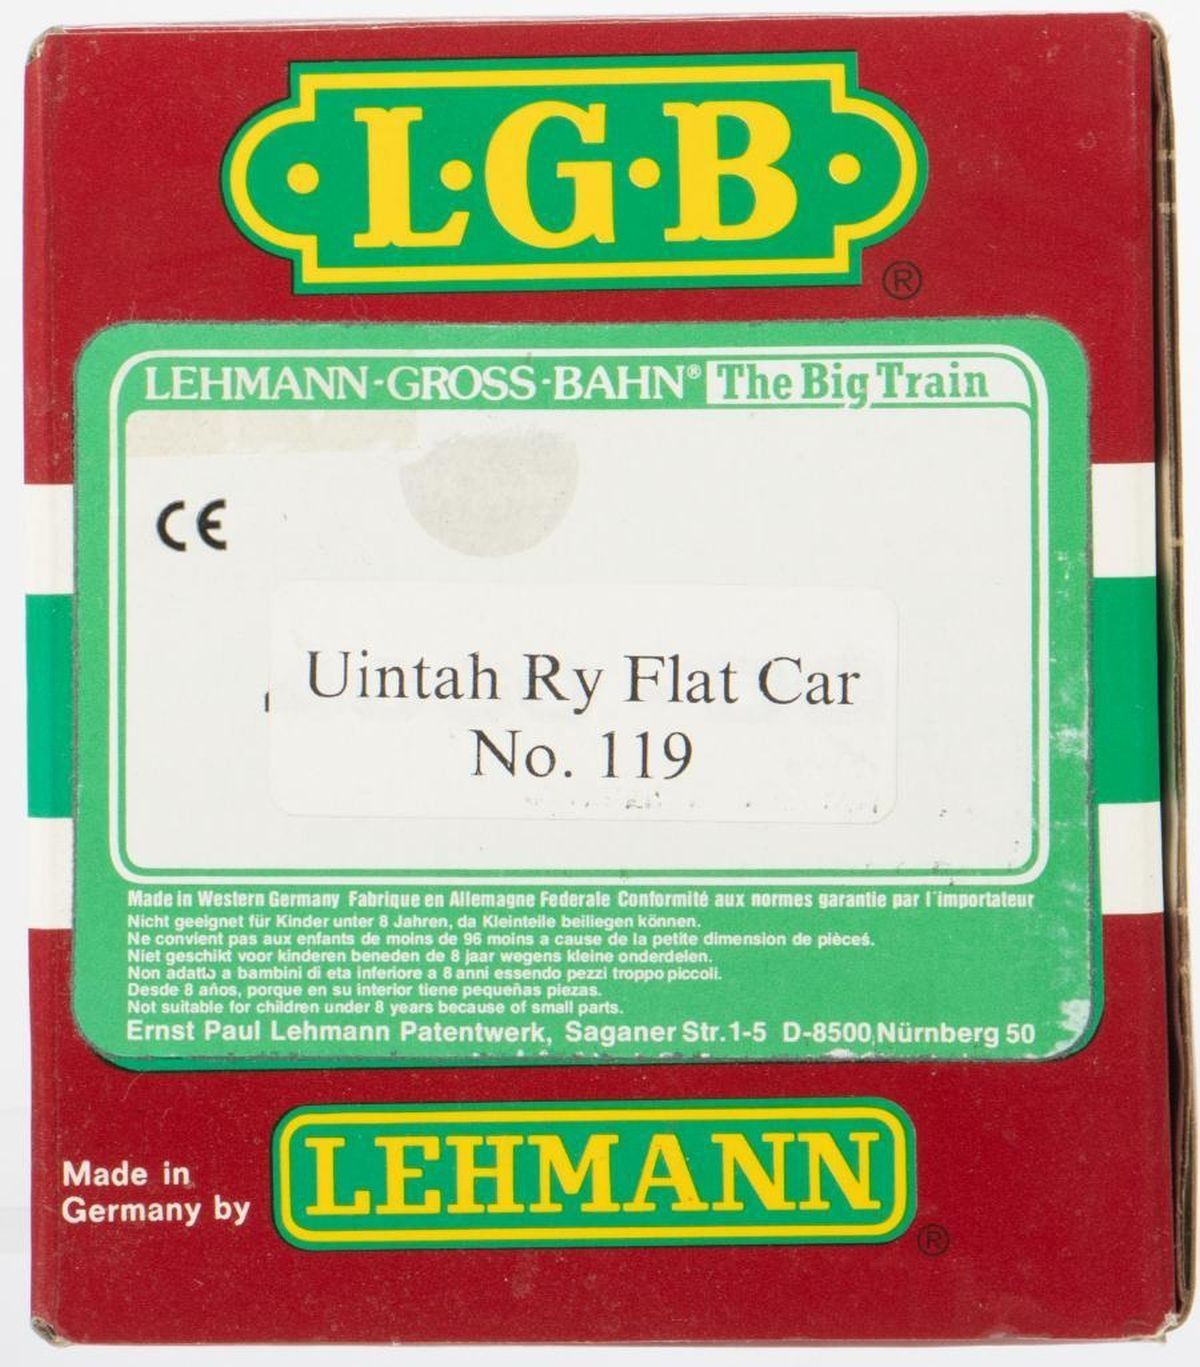 L·G·B
®
LEHMANN-GROSS-BAHN® The Big Train
CE
Uintah Ry Flat Car
No. 119
Made in Western Germany Fabrique en Allemagne Federale Conformité aux normes garantie par l'importateur
Nicht geeignet für Kinder unter 8 Jahren, da Kleinteile beiliegen können.
Ne convient pas aux enfants de moins de 96 moins a cause de la petite dimension de pièces.
Niet geschikt voor kinderen beneden de 8 jaar wegens kleine onderdelen.
Non adatto a bambini di eta inferiore a 8 anni essendo pezzi troppo piccoli.
Desde 8 años, porque en su interior tiene pequeñas piezas.
Not suitable for children under 8 years because of small parts.
Ernst Paul Lehmann Patentwerk, Saganer Str. 1-5 D-8500 Nürnberg 50
Made in
Germany by
LEHMANN
®